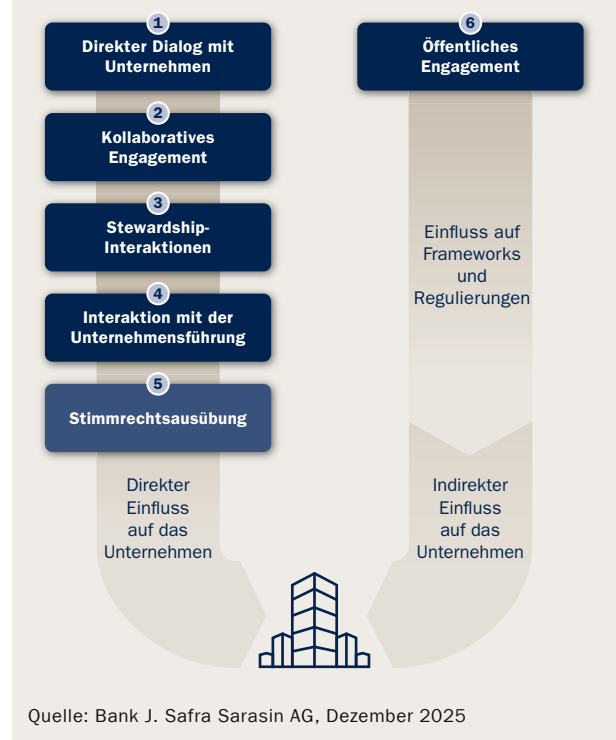 1
Direkter Dialog mit
Unternehmen
2
Kollaboratives
Engagement
3
Stewardship-
Interaktionen
4
Interaktion mit der
Unternehmensführung
5
Stimmrechtsausübung
Direkter
Einfluss
auf das
Unternehmen
6
Öffentliches
Engagement
Einfluss auf
Frameworks
und
Regulierungen
Indirekter
Einfluss
auf das
Unternehmen
Quelle: Bank J. Safra Sarasin AG, Dezember 2025